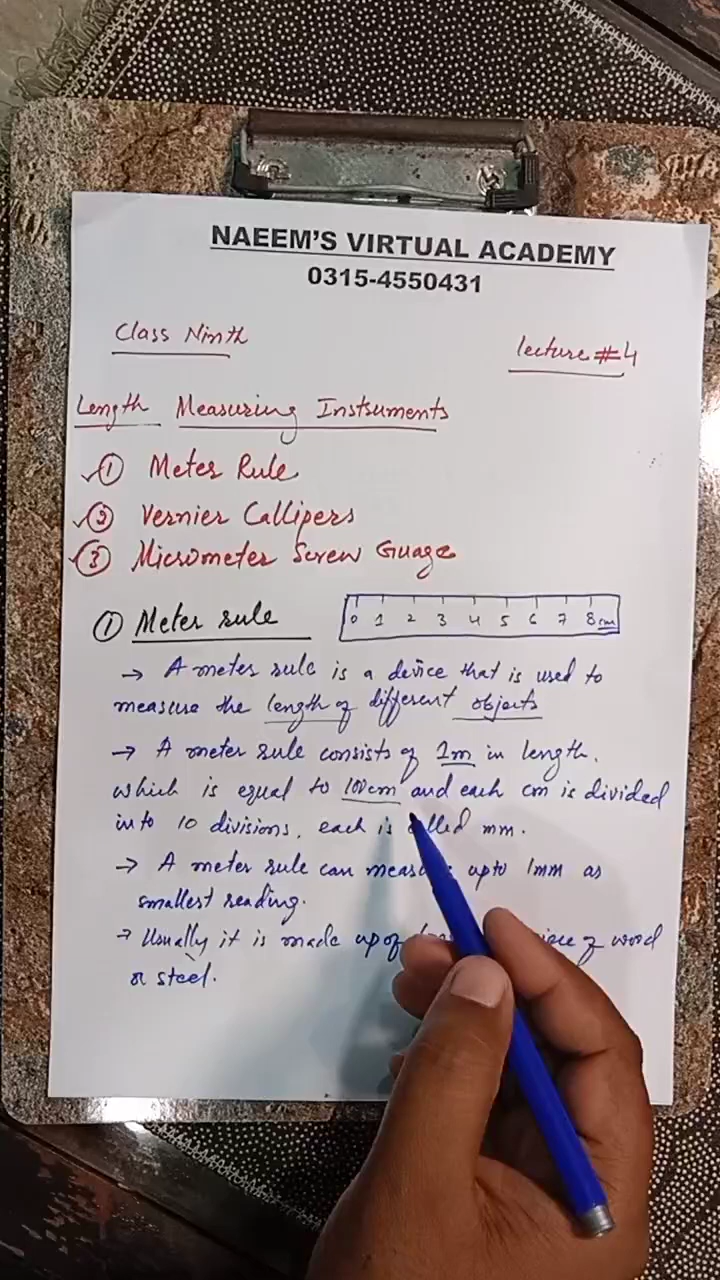 NAEEM'S VIRTUAL ACADEMY
0315-4550431
Class Ninth
lecture #4
Length Measuring Instuments
① Meter Rule
② Vernier Callipers
③ Micrometer Screw Guage
① Meter rule
0 1 2 3 4 5 6 7 8 cm
→ A meter rule is a device that is used to
measure the length of different objects
→ A meter rule consists of 1m in length.
which is equal to 100cm and each cm is divided
into 10 divisions, each is called mm.
→ A meter rule can measure upto 1mm as
smallest reading.
→ Usually it is made up of piece of wood
or steel.